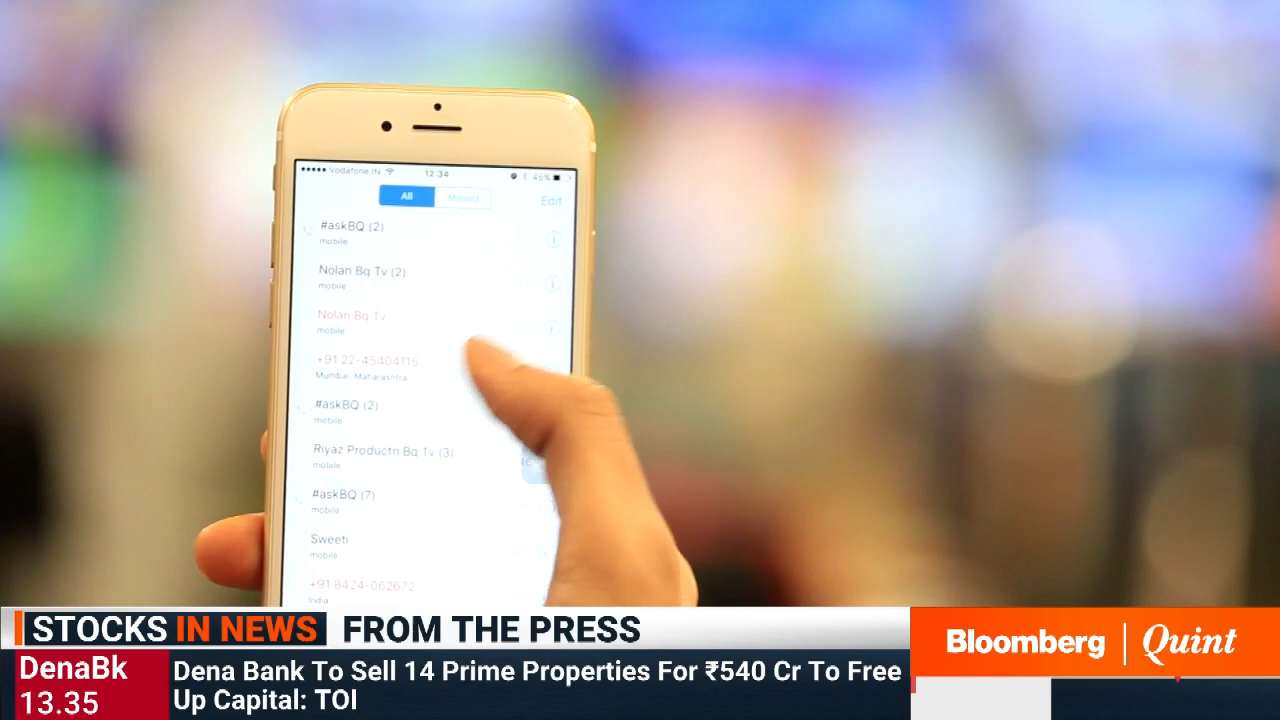 Vodafone IN 12:34 45%
All Missed Edit
#askBQ (2)
mobile
Nolan Bq Tv (2)
mobile
Nolan Bq Tv
mobile
+91 22-45404115
Mumbai, Maharashtra
#askBQ (2)
mobile
Riyaz Productn Bq Tv (3)
mobile
#askBQ (7)
mobile
Sweeti
mobile
+91 8424-062672
India
STOCKS IN NEWS FROM THE PRESS
Bloomberg | Quint
DenaBk
13.35
Dena Bank To Sell 14 Prime Properties For ₹540 Cr To Free
Up Capital: TOI